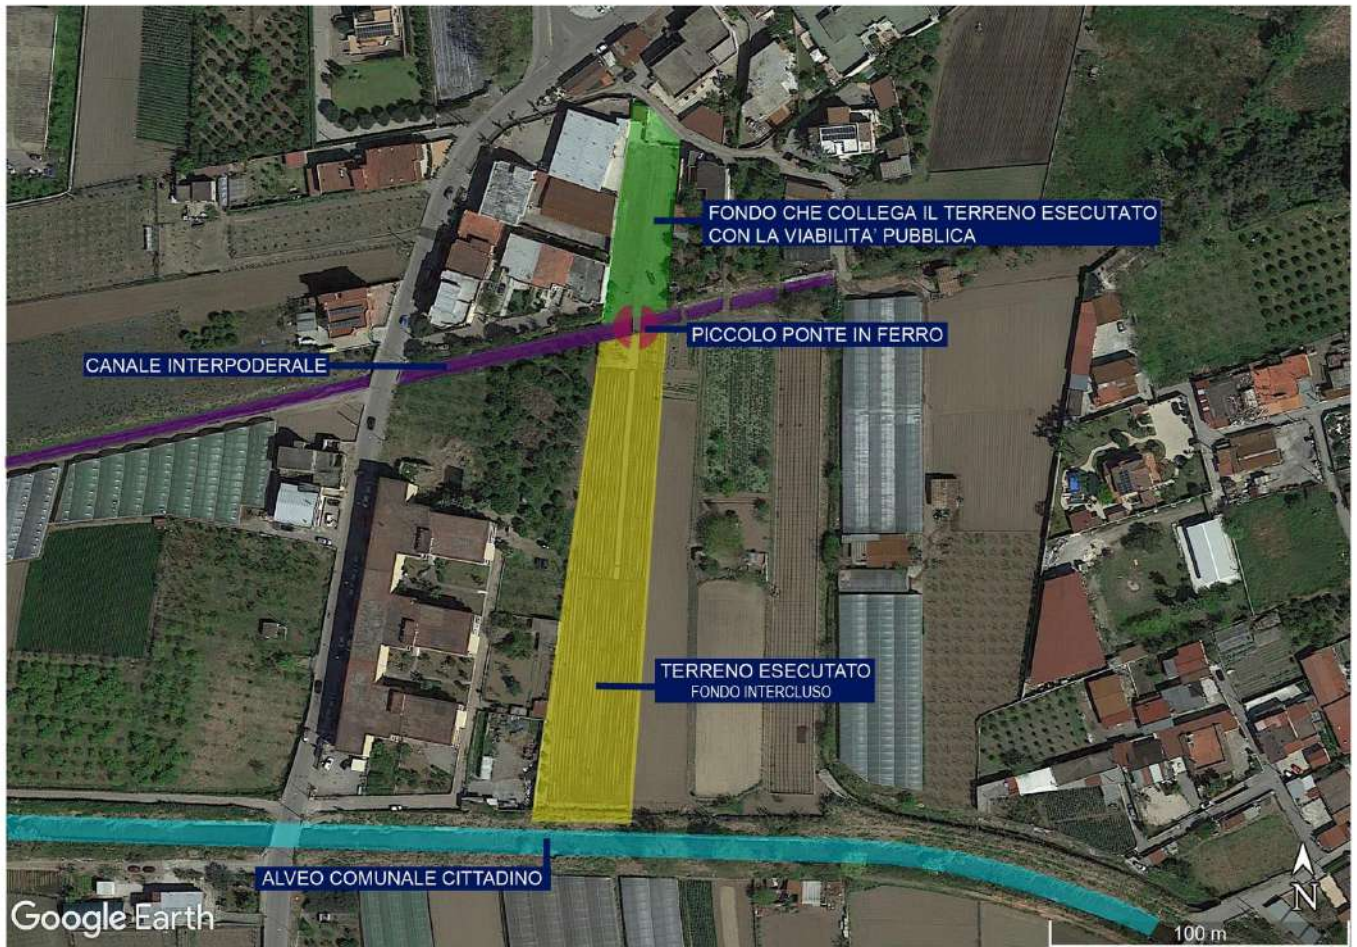 FONDO CHE COLLEGA IL TERRENO ESECUTATO
CON LA VIABILITA' PUBBLICA
PICCOLO PONTE IN FERRO
CANALE INTERPODERALE
TERRENO ESECUTATO
FONDO INTERCLUSO
ALVEO COMUNALE CITTADINO
N
Google Earth
100 m